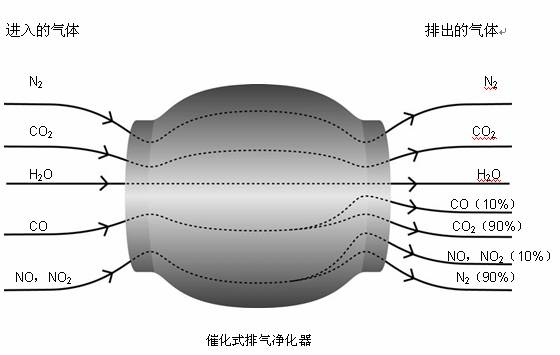 进入的气体
排出的气体
N₂
CO₂
H₂O
CO
NO，NO₂
N₂
CO₂
H₂O
CO（10%）
CO₂（90%）
NO，NO₂（10%）
N₂（90%）
催化式排气净化器